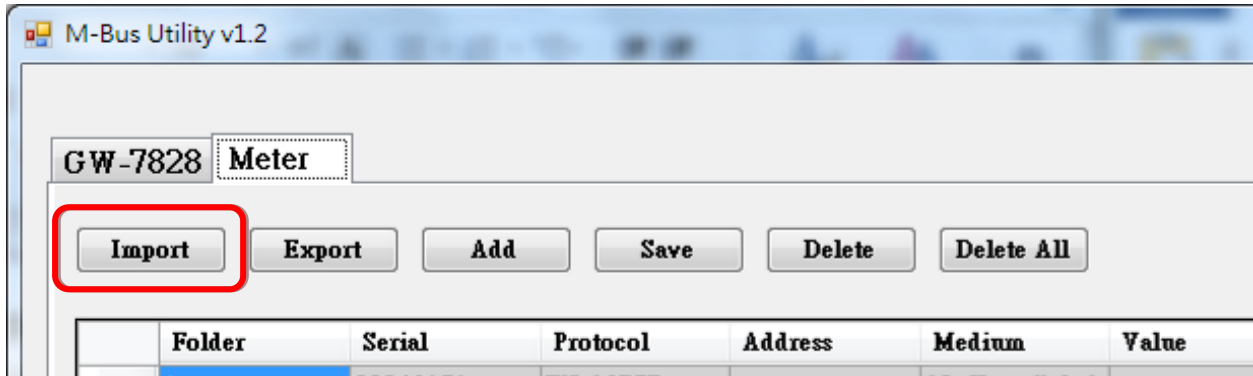 M-Bus Utility v1.2
GW-7828 Meter
Import Export Add Save Delete Delete All
Folder Serial Protocol Address Medium Value